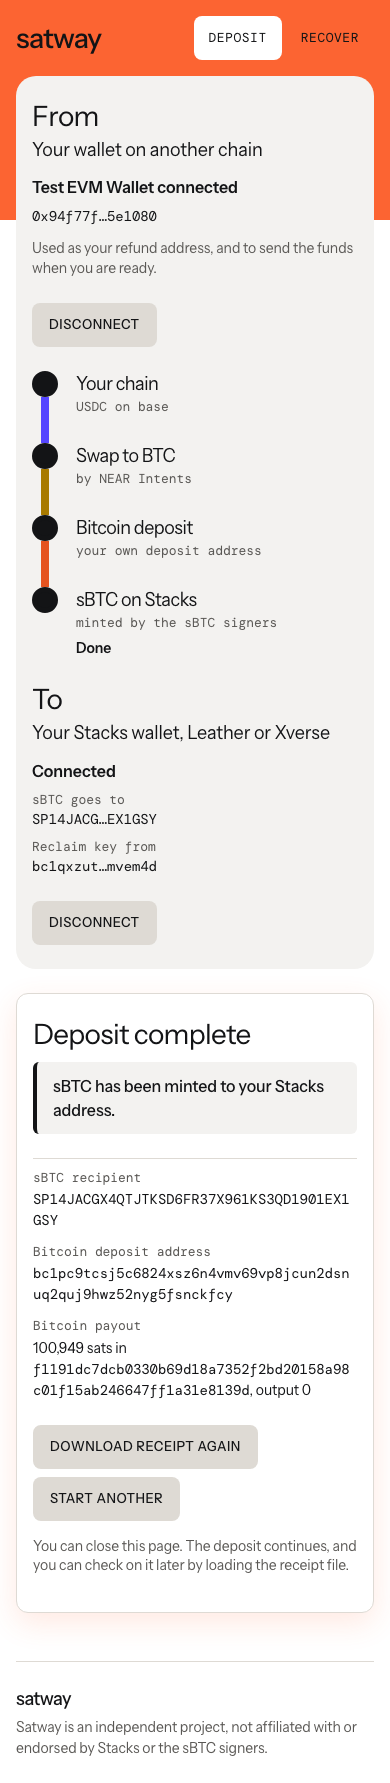 satway
DEPOSIT
RECOVER
From
Your wallet on another chain
Test EVM Wallet connected
0x94f77f…5e1080
Used as your refund address, and to send the funds
when you are ready.
DISCONNECT
Your chain
USDC on base
Swap to BTC
by NEAR Intents
Bitcoin deposit
your own deposit address
sBTC on Stacks
minted by the sBTC signers
Done
To
Your Stacks wallet, Leather or Xverse
Connected
sBTC goes to
SP14JACG…EX1GSY
Reclaim key from
bc1qxzut…mvem4d
DISCONNECT
Deposit complete
sBTC has been minted to your Stacks
address.
sBTC recipient
SP14JACGX4QTJTKSD6FR37X961KS3QD1901EX1
GSY
Bitcoin deposit address
bc1pc9tcsj5c6824xsz6n4vmv69vp8jcun2dsn
uq2quj9hwz52nyg5fsnckfcy
Bitcoin payout
100,949 sats in
f1191dc7dcb0330b69d18a7352f2bd20158a98
c01f15ab246647ff1a31e8139d, output 0
DOWNLOAD RECEIPT AGAIN
START ANOTHER
You can close this page. The deposit continues, and
you can check on it later by loading the receipt file.
satway
Satway is an independent project, not affiliated with or
endorsed by Stacks or the sBTC signers.